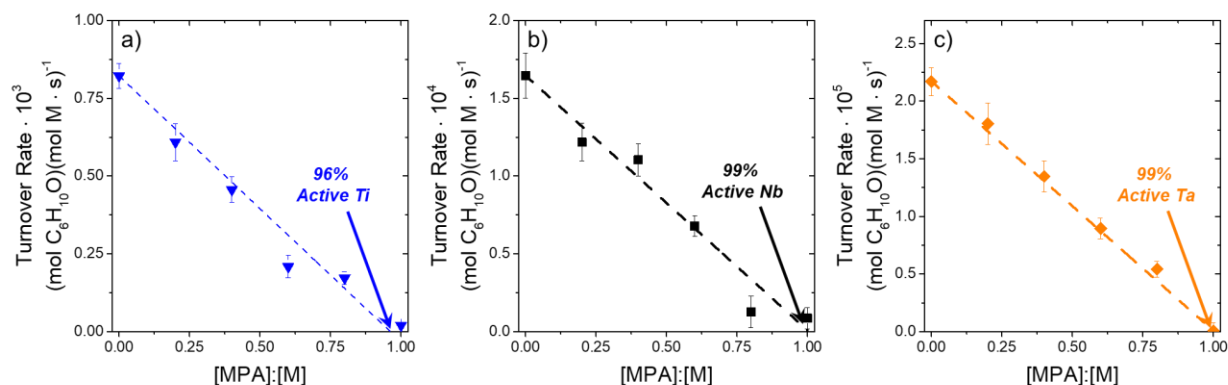 a)
Turnover Rate · 10³
(mol C₆H₁₀O)(mol M · s)⁻¹
1.00
0.75
0.50
0.25
0.00
96%
Active Ti
0.00
0.25
0.50
0.75
1.00
[MPA]:[M]
b)
Turnover Rate · 10⁴
(mol C₆H₁₀O)(mol M · s)⁻¹
2.0
1.5
1.0
0.5
0.0
99%
Active Nb
0.00
0.25
0.50
0.75
1.00
[MPA]:[M]
c)
Turnover Rate · 10⁵
(mol C₆H₁₀O)(mol M · s)⁻¹
2.5
2.0
1.5
1.0
0.5
0.0
99%
Active Ta
0.00
0.25
0.50
0.75
1.00
[MPA]:[M]